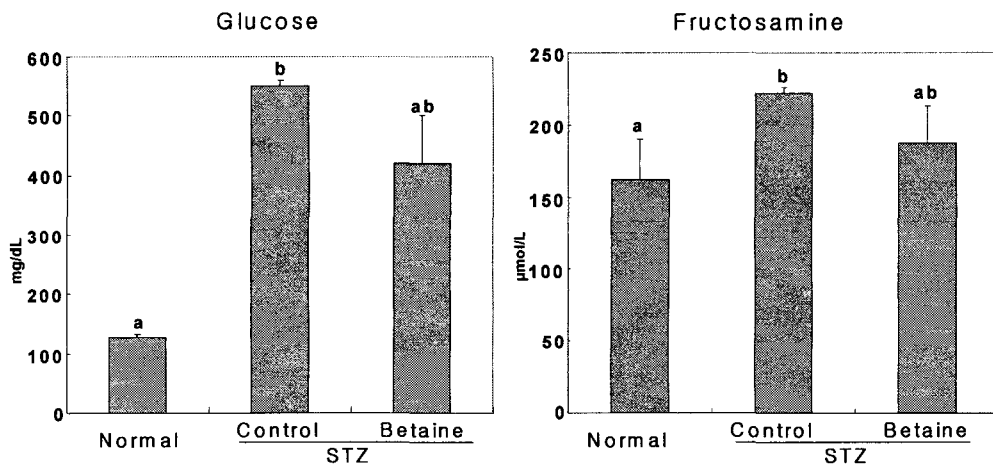 Glucose
600
500
400
300
200
100
0
mg/dL
a
b
ab
Normal
Control
Betaine
STZ
Fructosamine
250
200
150
100
50
0
µmol/L
a
b
ab
Normal
Control
Betaine
STZ